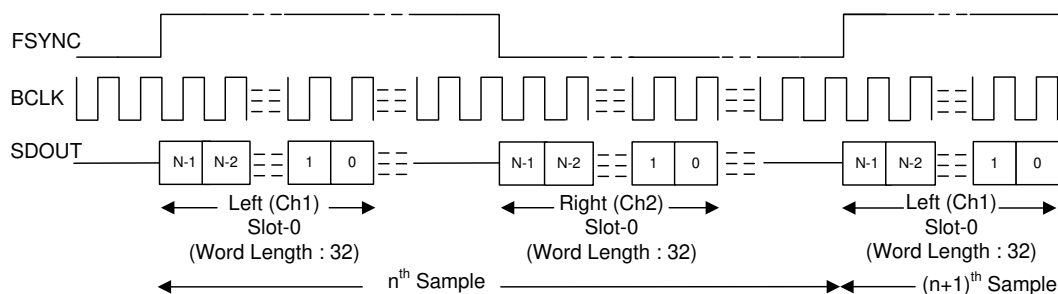 FSYNC
BCLK
SDOUT
N-1 N-2 1 0 N-1 N-2 1 0 N-1 N-2 1 0
Left (Ch1) Right (Ch2) Left (Ch1)
Slot-0 Slot-0 Slot-0
(Word Length : 32) (Word Length : 32) (Word Length : 32)
nth Sample (n+1)th Sample